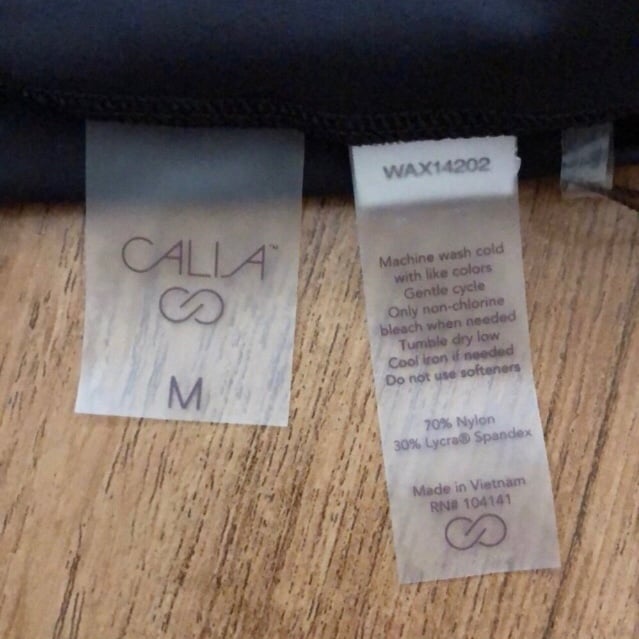 CALIA™
M
WAX14202
Machine wash cold
with like colors
Gentle cycle
Only non-chlorine
bleach when needed
Tumble dry low
Cool iron if needed
Do not use softeners
70% Nylon
30% Lycra® Spandex
Made in Vietnam
RN# 104141